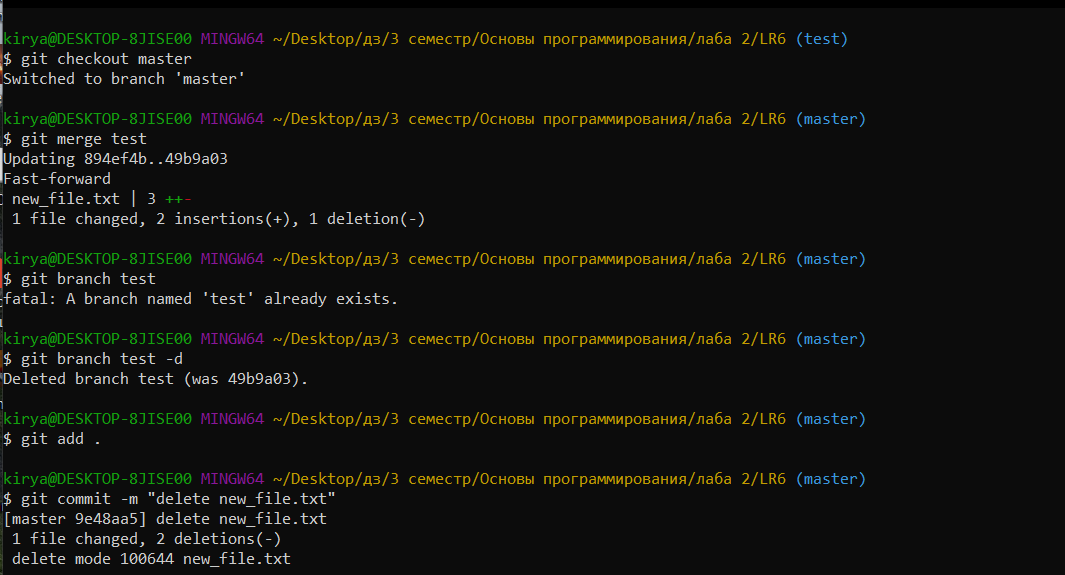 kirya@DESKTOP-8JISE00 MINGW64 ~/Desktop/дз/3 семестр/Основы программирования/лаба 2/LR6 (test)
$ git checkout master
Switched to branch 'master'
kirya@DESKTOP-8JISE00 MINGW64 ~/Desktop/дз/3 семестр/Основы программирования/лаба 2/LR6 (master)
$ git merge test
Updating 894ef4b..49b9a03
Fast-forward
new_file.txt | 3 ++-
1 file changed, 2 insertions(+), 1 deletion(-)
kirya@DESKTOP-8JISE00 MINGW64 ~/Desktop/дз/3 семестр/Основы программирования/лаба 2/LR6 (master)
$ git branch test
fatal: A branch named 'test' already exists.
kirya@DESKTOP-8JISE00 MINGW64 ~/Desktop/дз/3 семестр/Основы программирования/лаба 2/LR6 (master)
$ git branch test -d
Deleted branch test (was 49b9a03).
kirya@DESKTOP-8JISE00 MINGW64 ~/Desktop/дз/3 семестр/Основы программирования/лаба 2/LR6 (master)
$ git add .
kirya@DESKTOP-8JISE00 MINGW64 ~/Desktop/дз/3 семестр/Основы программирования/лаба 2/LR6 (master)
$ git commit -m "delete new_file.txt"
[master 9e48aa5] delete new_file.txt
1 file changed, 2 deletions(-)
delete mode 100644 new_file.txt